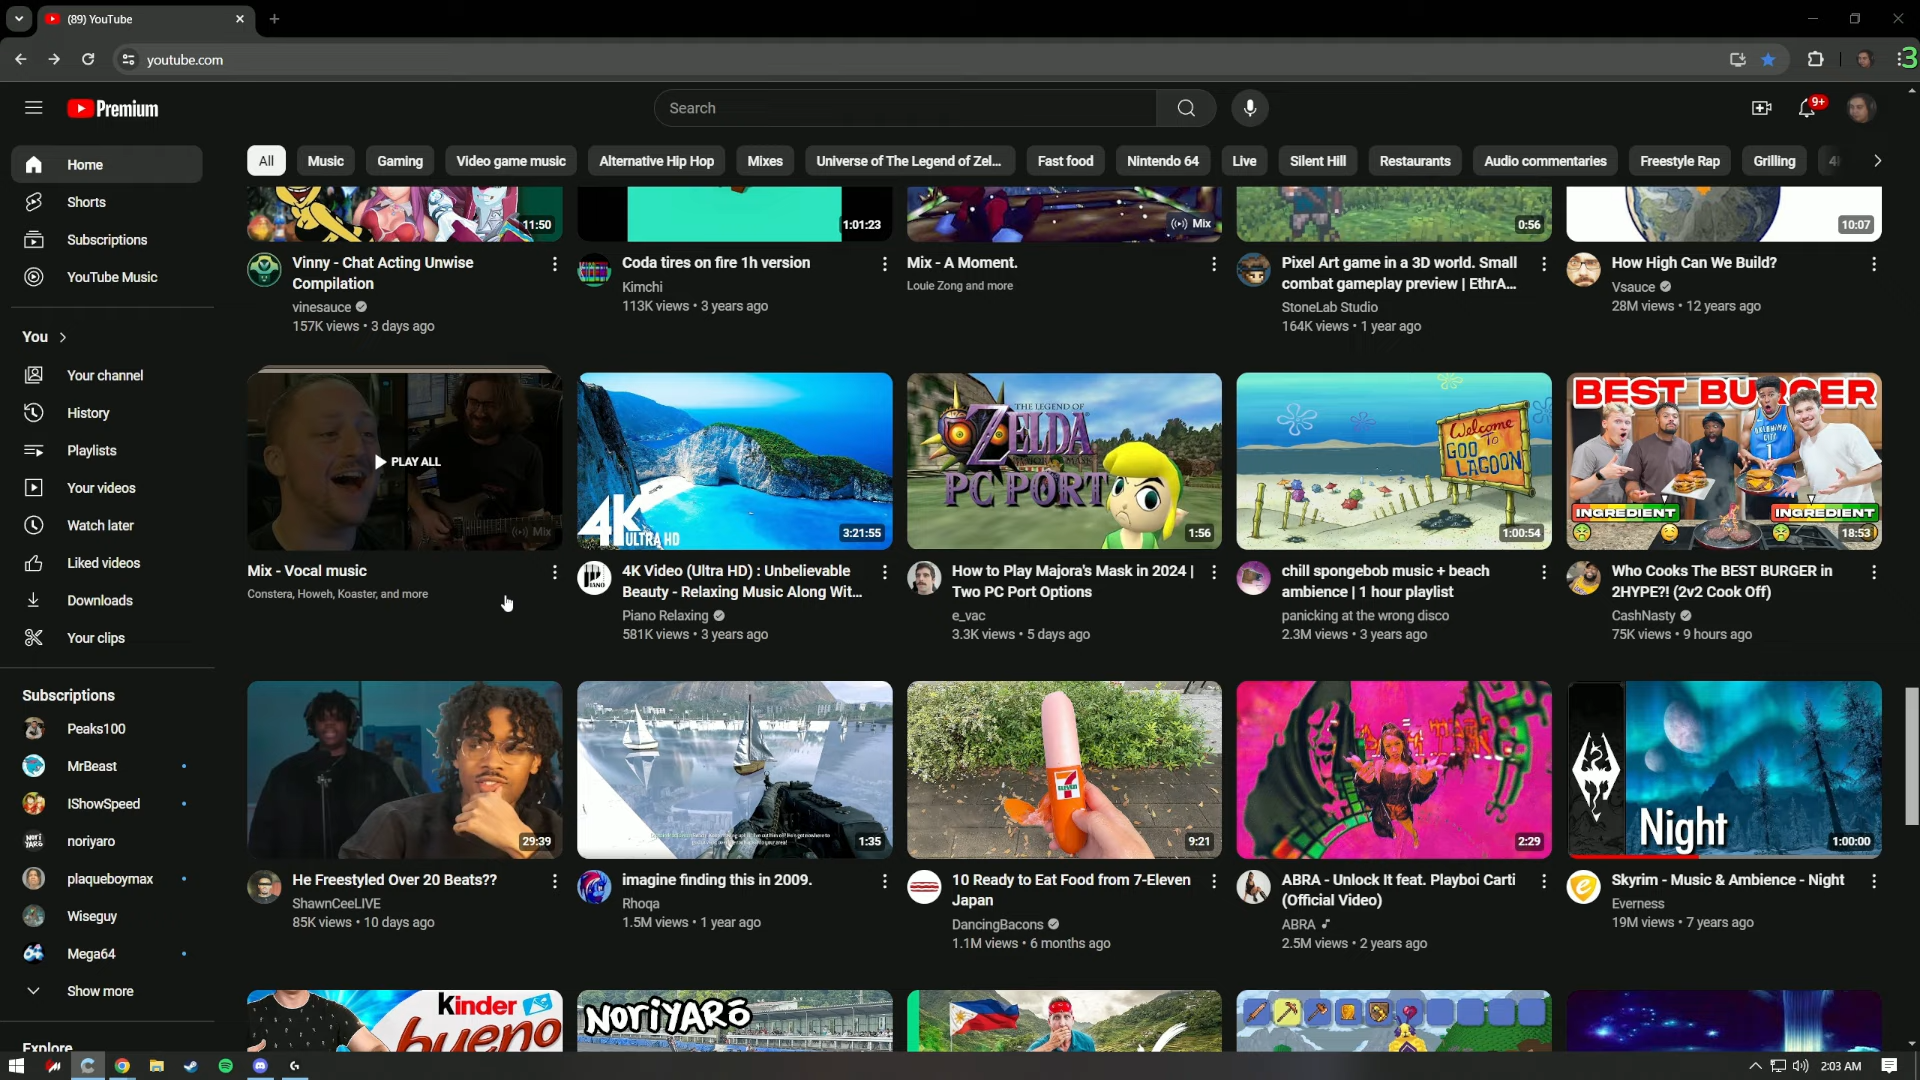 (89) YouTube
youtube.com
3
Premium
Search
9+
Home
Shorts
Subscriptions
YouTube Music
You
Your channel
History
Playlists
Your videos
Watch later
Liked videos
Downloads
Your clips
Subscriptions
Peaks100
MrBeast
IShowSpeed
noriyaro
plaqueboymax
Wiseguy
Mega64
Show more
Explore
All
Music
Gaming
Video game music
Alternative Hip Hop
Mixes
Universe of The Legend of Zel...
Fast food
Nintendo 64
Live
Silent Hill
Restaurants
Audio commentaries
Freestyle Rap
Grilling
11:50
Vinny - Chat Acting Unwise
Compilation
vinesauce
157K views • 3 days ago
1:01:23
Coda tires on fire 1h version
Kimchi
113K views • 3 years ago
Mix
Mix - A Moment.
Louie Zong and more
0:56
Pixel Art game in a 3D world. Small
combat gameplay preview | EthrA...
StoneLab Studio
164K views • 1 year ago
10:07
How High Can We Build?
Vsauce
28M views • 12 years ago
PLAY ALL
Mix
Mix - Vocal music
Constera, Howeh, Koaster, and more
4K
ULTRA HD
3:21:55
PIANO
4K Video (Ultra HD) : Unbelievable
Beauty - Relaxing Music Along Wit...
Piano Relaxing
581K views • 3 years ago
THE LEGEND OF
ZELDA
MAJORA'S MASK
PC PORT
1:56
How to Play Majora's Mask in 2024 |
Two PC Port Options
e_vac
3.3K views • 5 days ago
Welcome
TO
GOO
LAGOON
1:00:54
chill spongebob music + beach
ambience | 1 hour playlist
panicking at the wrong disco
2.3M views • 3 years ago
BEST BURGER
OKLAHOMA
CITY
INGREDIENT
INGREDIENT
18:53
Who Cooks The BEST BURGER in
2HYPE?! (2v2 Cook Off)
CashNasty
75K views • 9 hours ago
29:39
He Freestyled Over 20 Beats??
ShawnCeeLIVE
85K views • 10 days ago
1:35
imagine finding this in 2009.
Rhoqa
1.5M views • 1 year ago
7
ELEVEN
9:21
10 Ready to Eat Food from 7-Eleven
Japan
DancingBacons
1.1M views • 6 months ago
2:29
ABRA - Unlock It feat. Playboi Carti
(Official Video)
ABRA
2.5M views • 2 years ago
Night
1:00:00
Skyrim - Music & Ambience - Night
Everness
19M views • 7 years ago
kinder
bueno
NORIYARO
2:03 AM